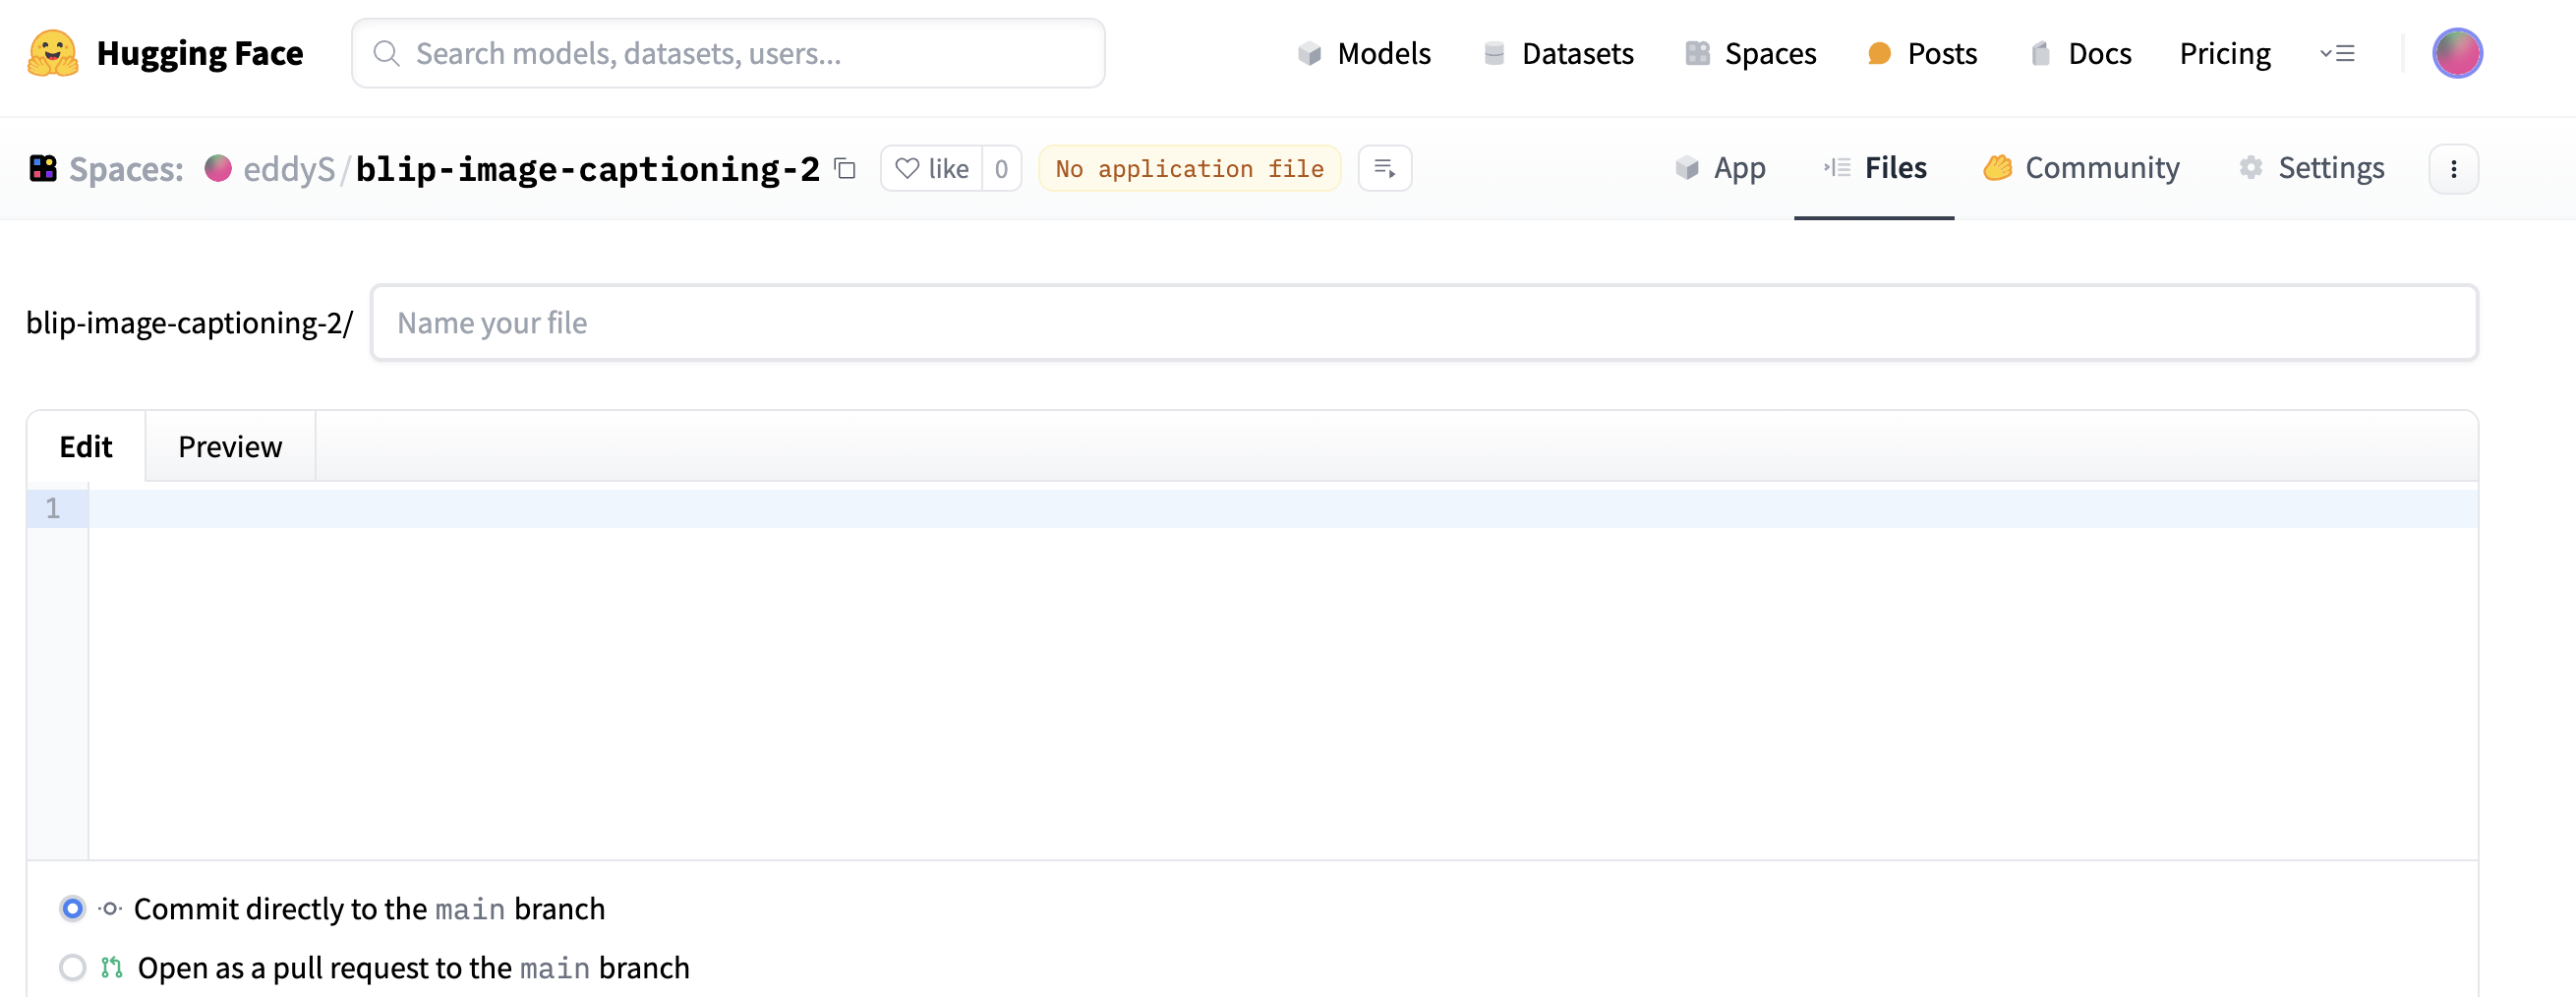 Hugging Face
Search models, datasets, users...
Models
Datasets
Spaces
Posts
Docs
Pricing
Spaces:
eddyS/blip-image-captioning-2
like 0
No application file
App
Files
Community
Settings
blip-image-captioning-2/
Name your file
Edit
Preview
1
Commit directly to the main branch
Open as a pull request to the main branch